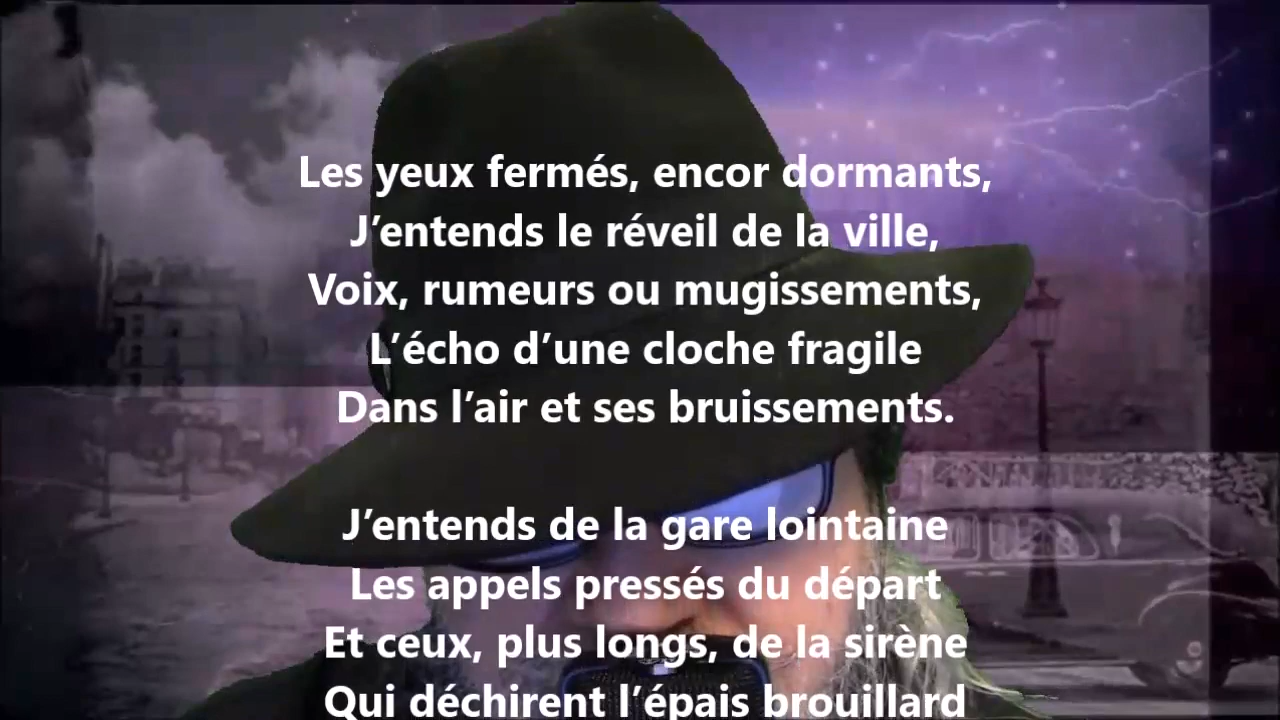 Les yeux fermés, encor dormants,
J’entends le réveil de la ville,
Voix, rumeurs ou mugissements,
L’écho d’une cloche fragile
Dans l’air et ses bruissements.
J’entends de la gare lointaine
Les appels pressés du départ
Et ceux, plus longs, de la sirène
Qui déchirent l’épais brouillard